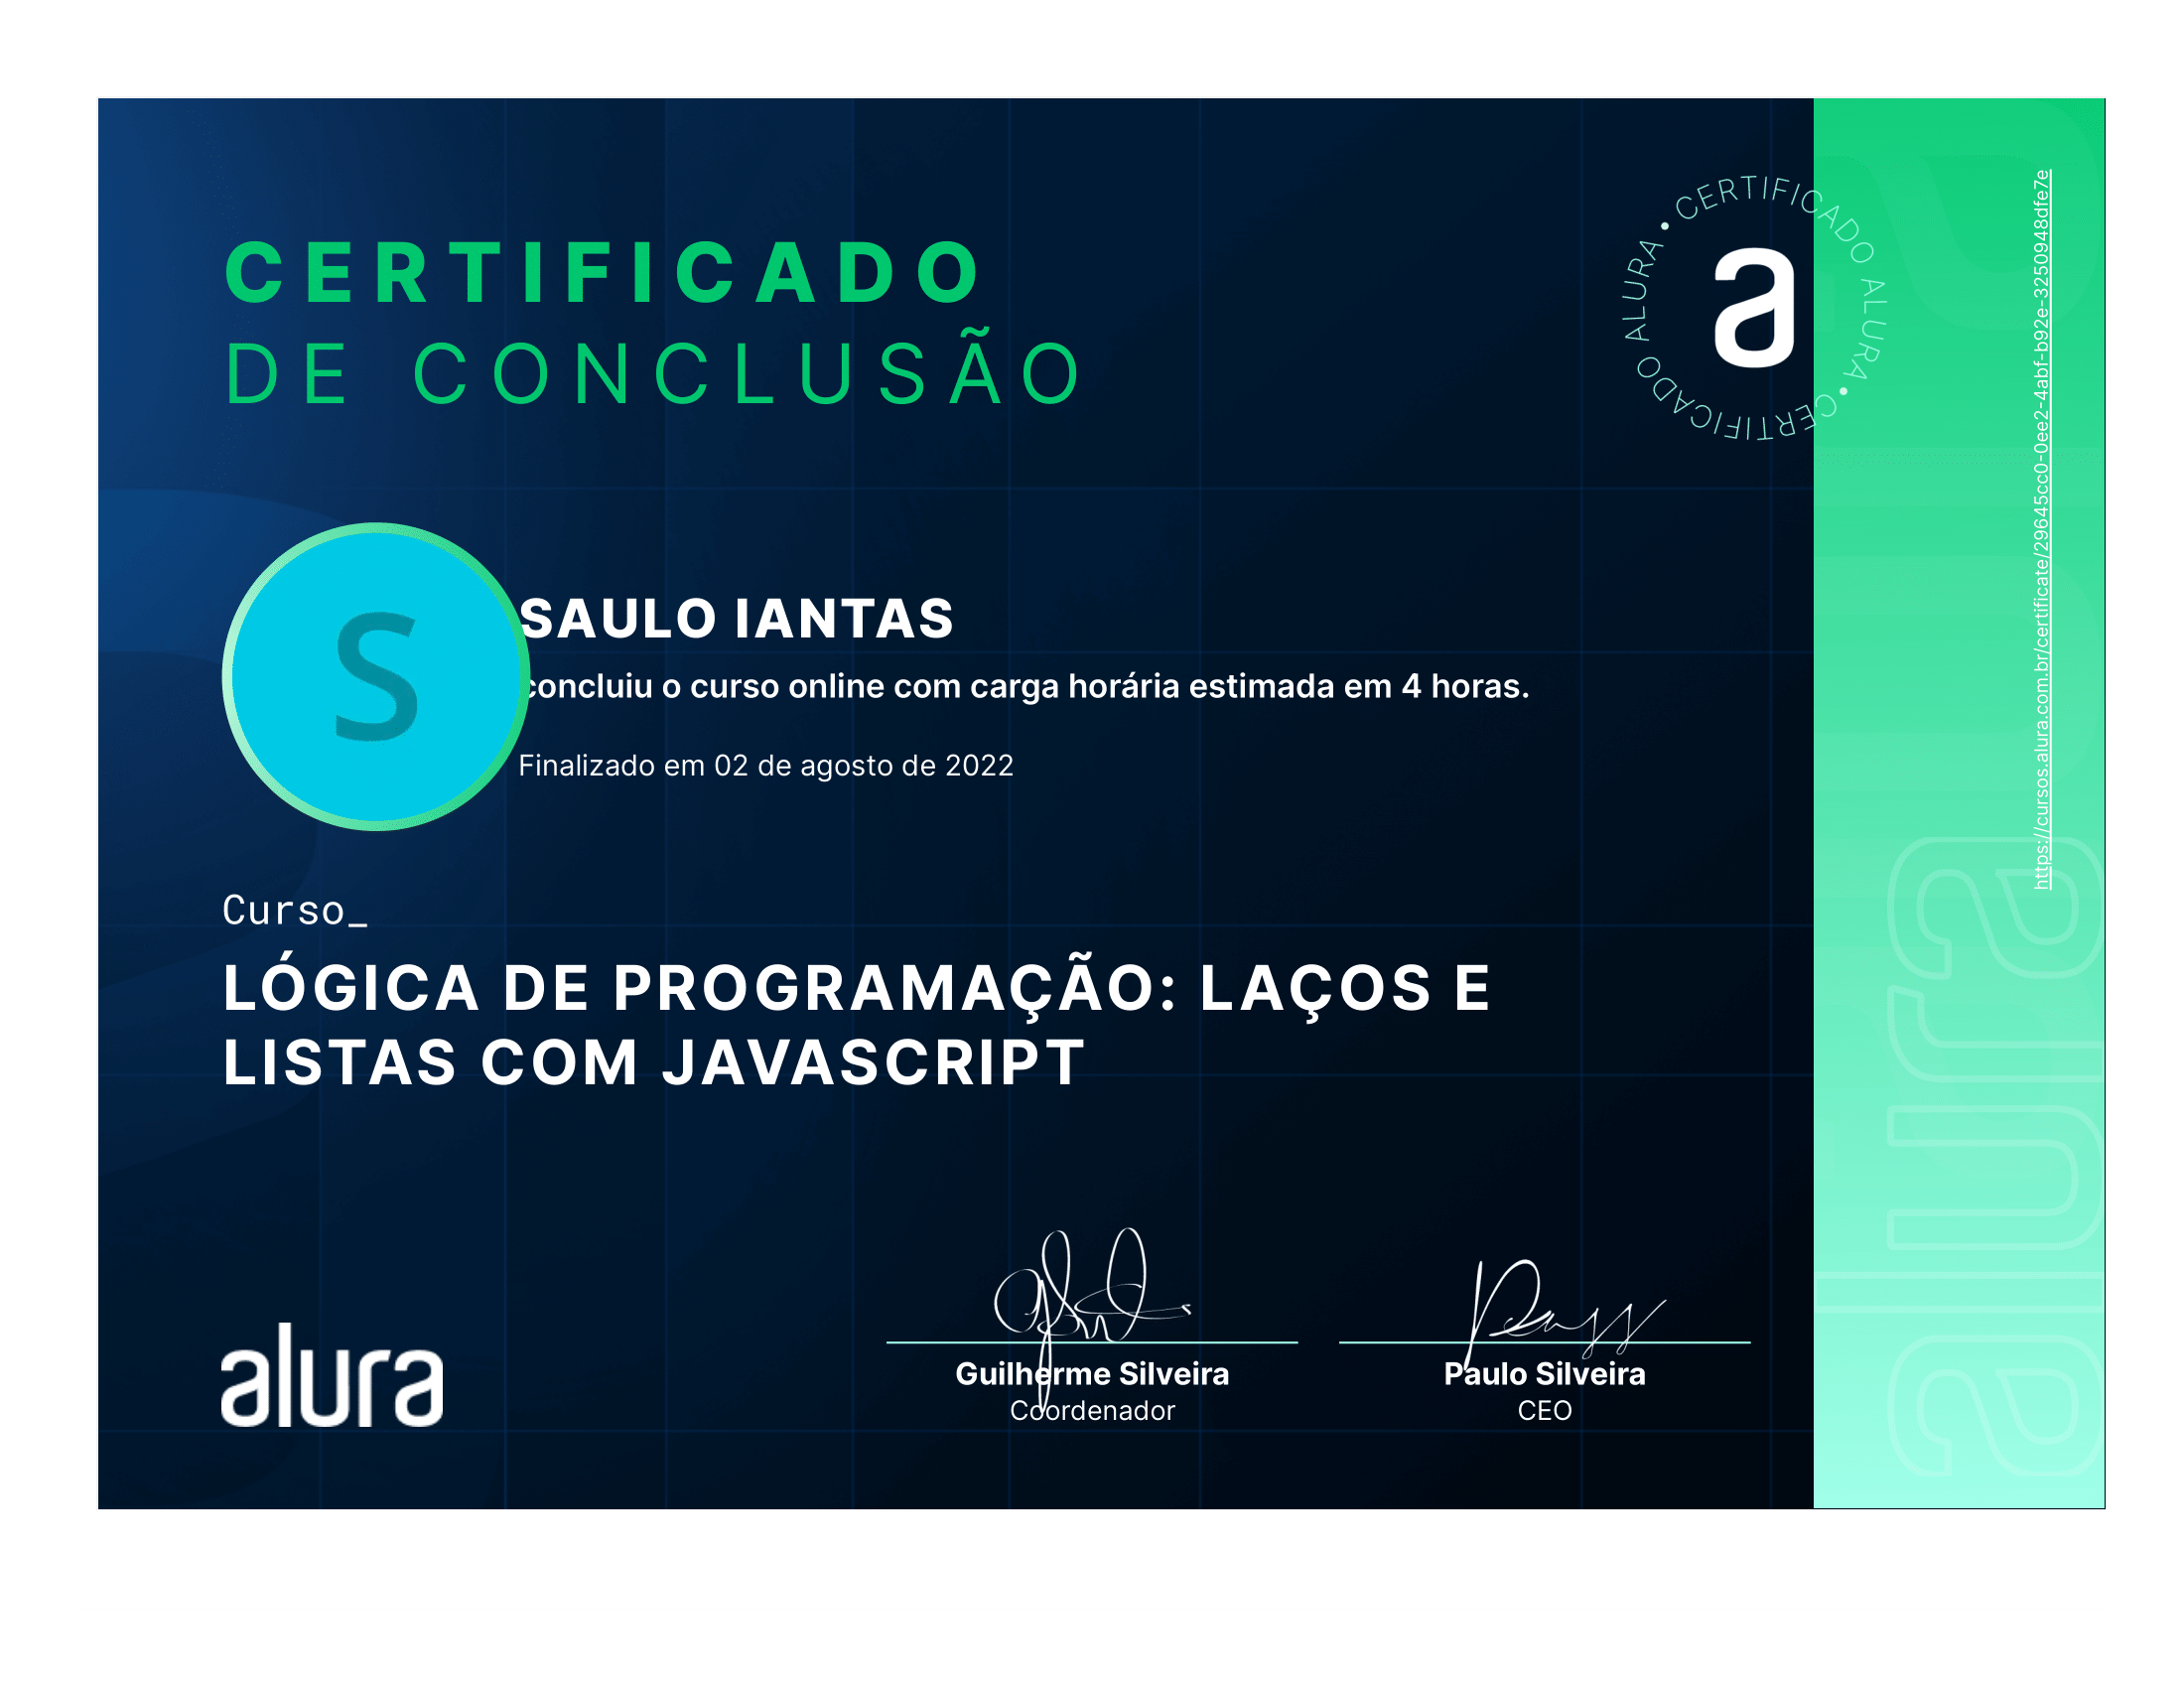 CERTIFICADO
DE CONCLUSÃO
CERTIFICADO ALURA • CERTIFICADO ALURA •
a
https://cursos.alura.com.br/certificate/29645cc0-0ee2-4abf-b92e-3250948dfe7e
S
SAULO IANTAS
concluiu o curso online com carga horária estimada em 4 horas.
Finalizado em 02 de agosto de 2022
Curso_
LÓGICA DE PROGRAMAÇÃO: LAÇOS E
LISTAS COM JAVASCRIPT
alura
Guilherme Silveira
Coordenador
Paulo Silveira
CEO
alura